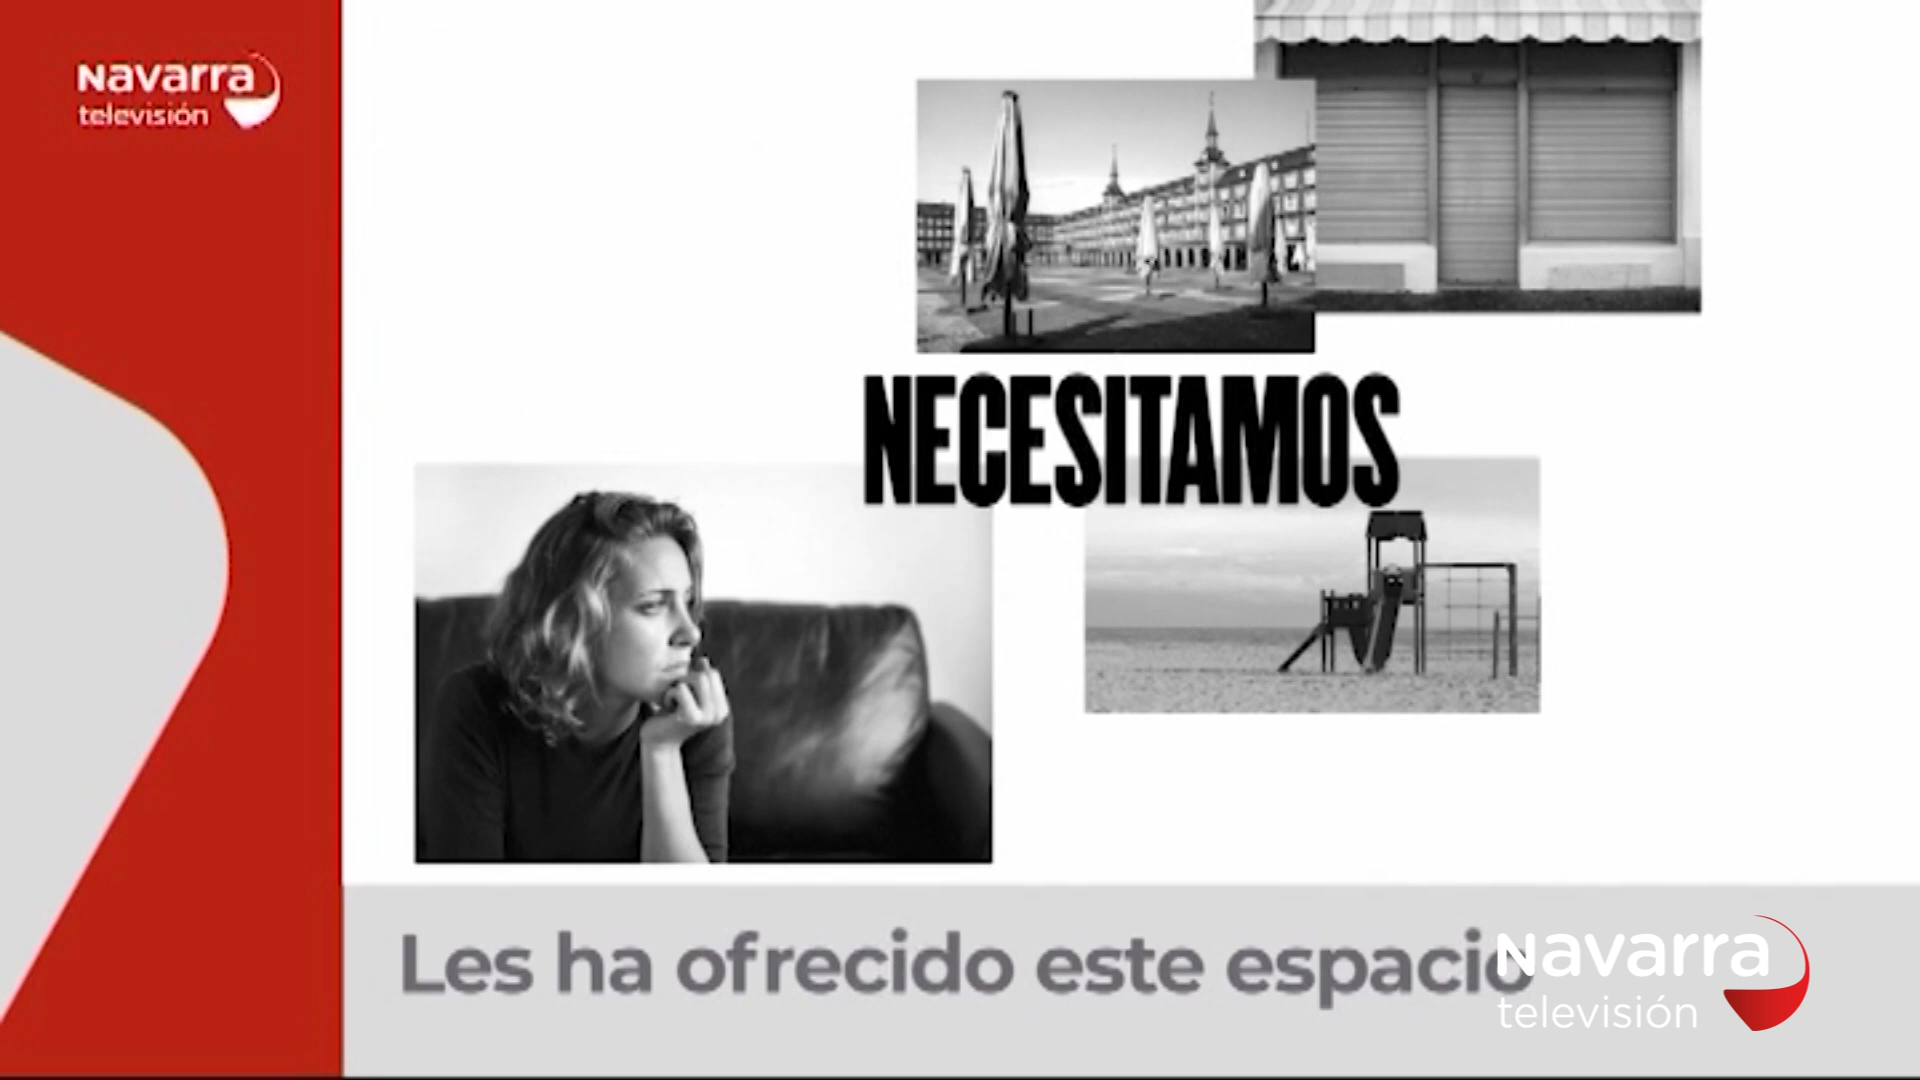 Navarra
televisión
NECESITAMOS
Les ha ofrecido este espacio
Navarra
televisión